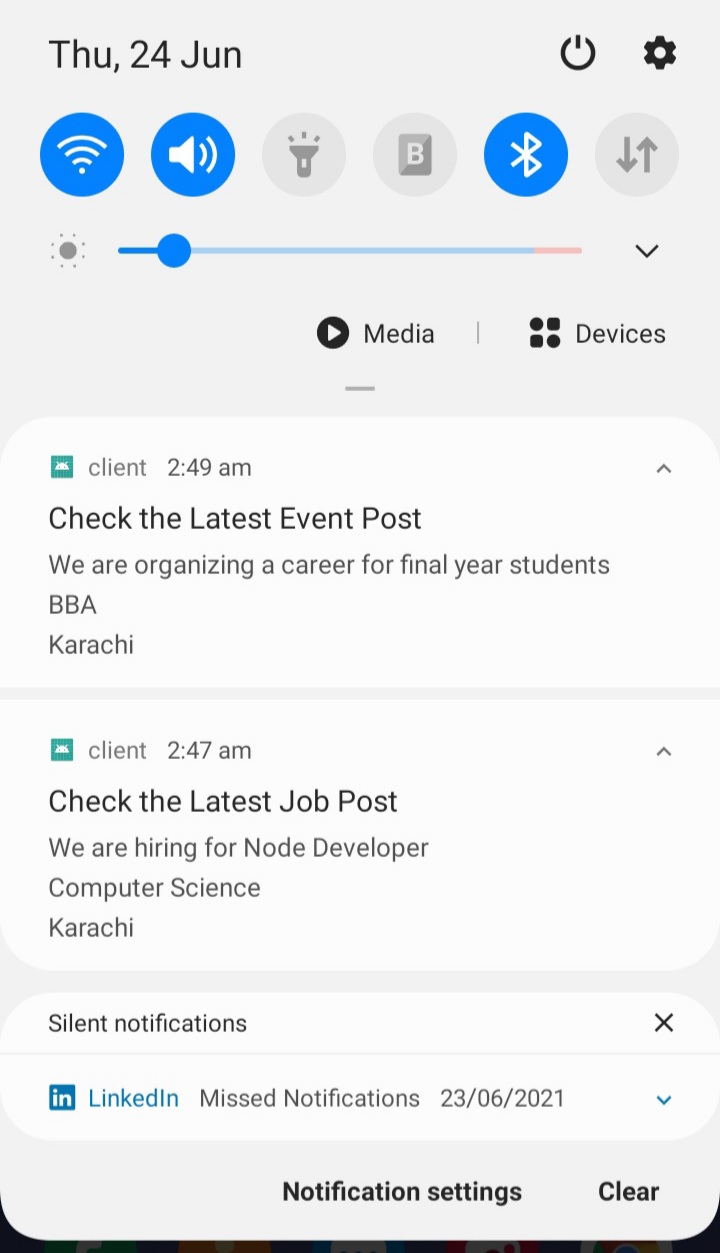 Thu, 24 Jun
B
Media | Devices
client 2:49 am
Check the Latest Event Post
We are organizing a career for final year students
BBA
Karachi
client 2:47 am
Check the Latest Job Post
We are hiring for Node Developer
Computer Science
Karachi
Silent notifications
in LinkedIn Missed Notifications 23/06/2021
Notification settings Clear